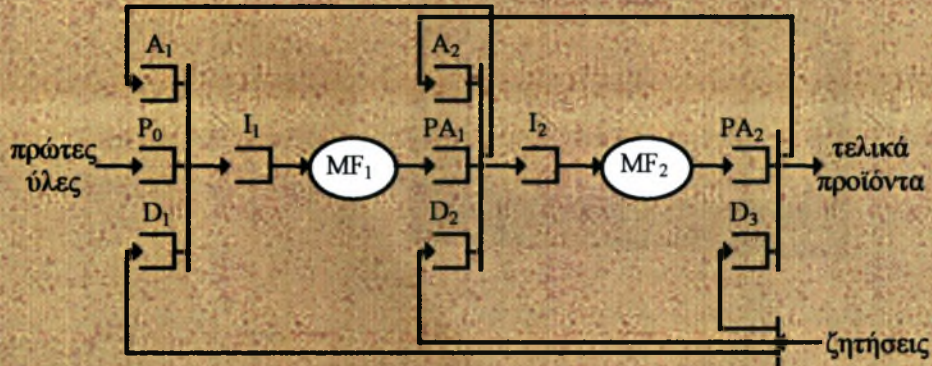 A₁ A₂
πρώτες ύλες P₀ I₁ MF₁ PA₁ I₂ MF₂ PA₂ τελικά προϊόντα
D₁ D₂ D₃
ζητήσεις